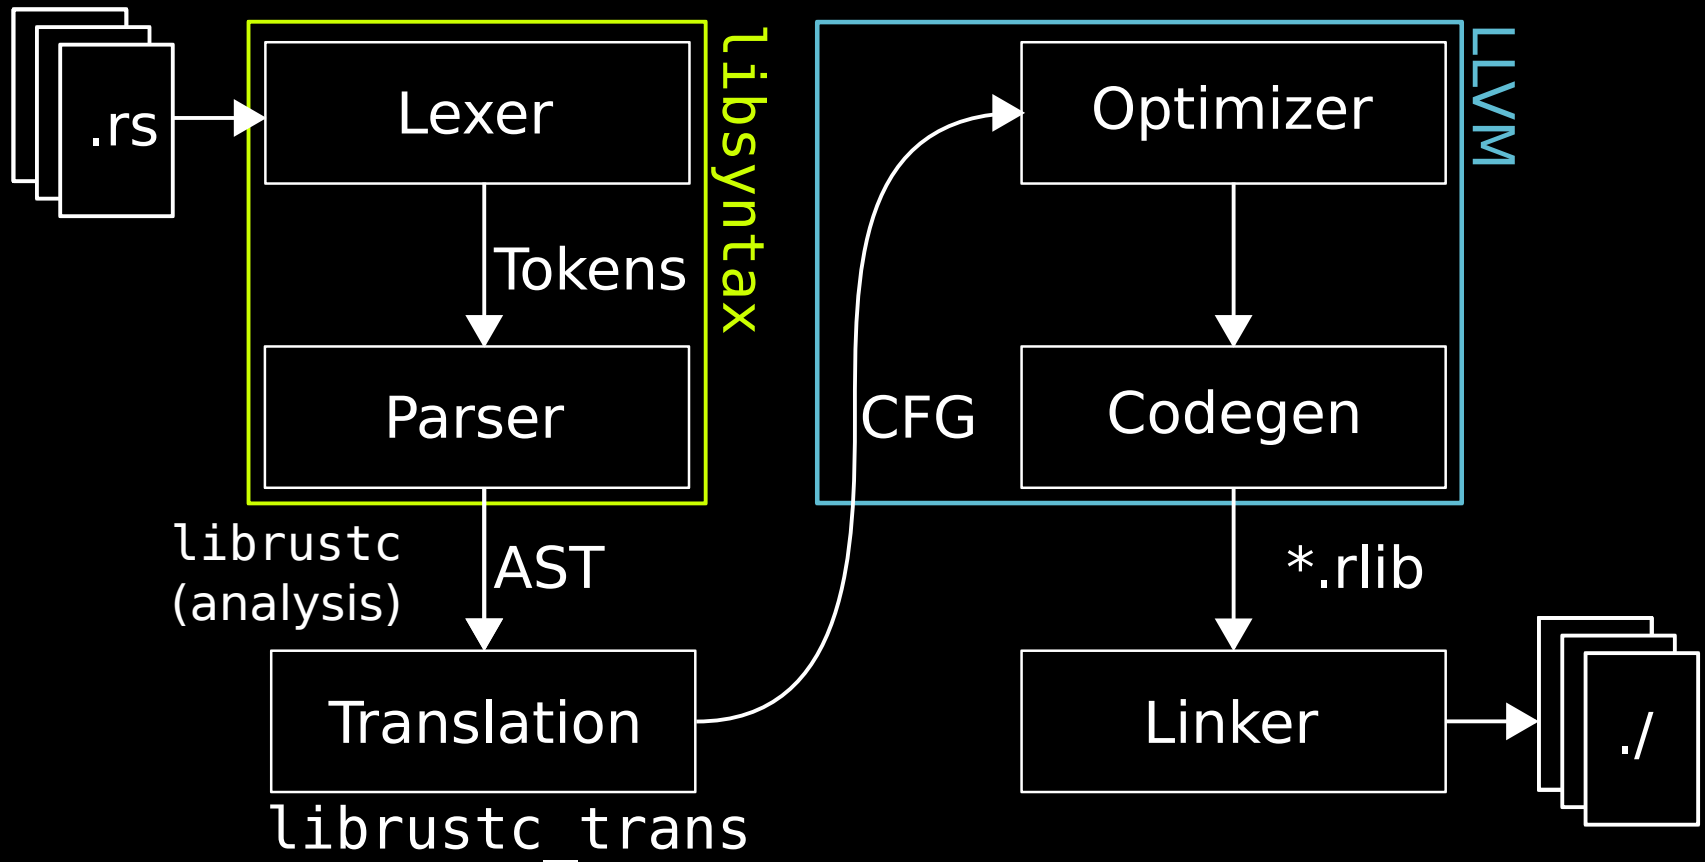 .rs
Lexer
libsyntax
Tokens
Parser
librustc
(analysis)
AST
Translation
librustc_trans
CFG
Optimizer
LLVM
Codegen
*.rlib
Linker
./